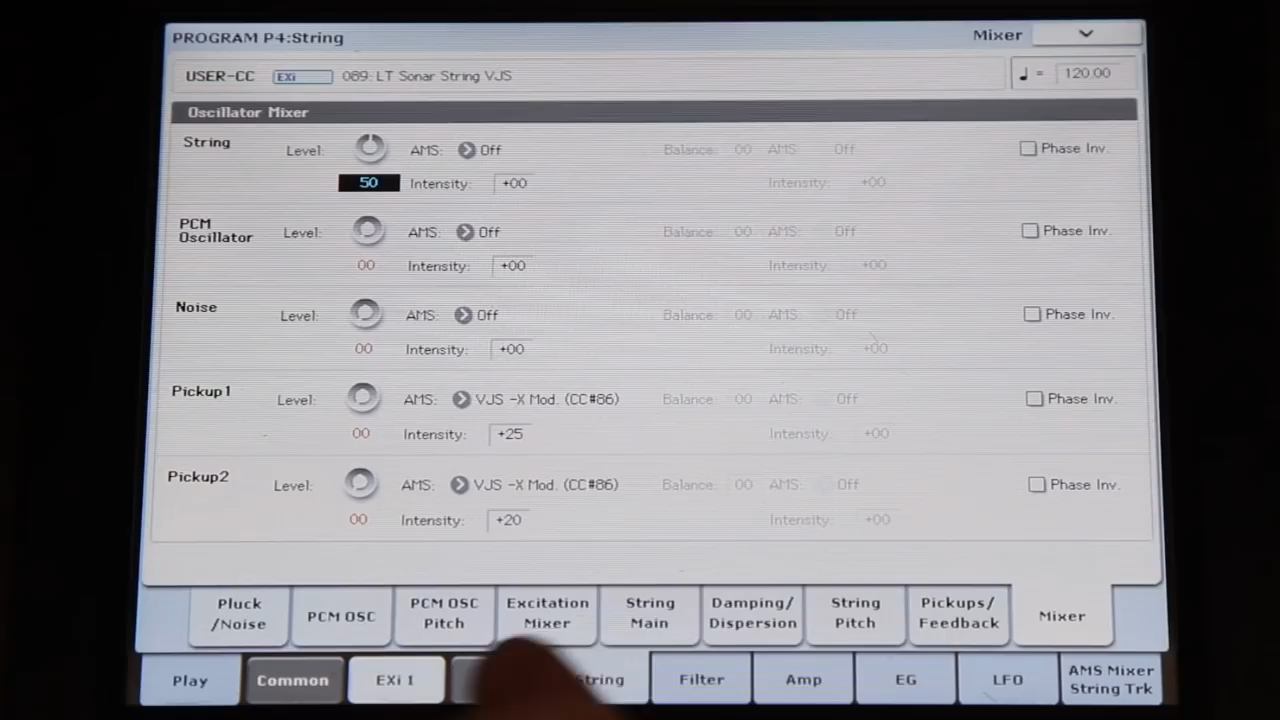 PROGRAM P4:String
Mixer
USER-CC EXi 089: LT Sonar String VJS
♩ = 120.00
Oscillator Mixer
String Level: AMS: Off Balance: 00 AMS: Off Phase Inv.
50 Intensity: +00 Intensity: +00
PCM Oscillator Level: AMS: Off Balance: 00 AMS: Off Phase Inv.
00 Intensity: +00 Intensity: +00
Noise Level: AMS: Off Balance: 00 AMS: Off Phase Inv.
00 Intensity: +00 Intensity: +00
Pickup1 Level: AMS: VJS -X Mod. (CC#86) Balance: 00 AMS: Off Phase Inv.
00 Intensity: +25 Intensity: +00
Pickup2 Level: AMS: VJS -X Mod. (CC#86) Balance: 00 AMS: Off Phase Inv.
00 Intensity: +20 Intensity: +00
Pluck /Noise
PCM OSC
PCM OSC Pitch
Excitation Mixer
String Main
Damping/ Dispersion
String Pitch
Pickups/ Feedback
Mixer
Play
Common
EXi 1
String
Filter
Amp
EG
LFO
AMS Mixer String Trk